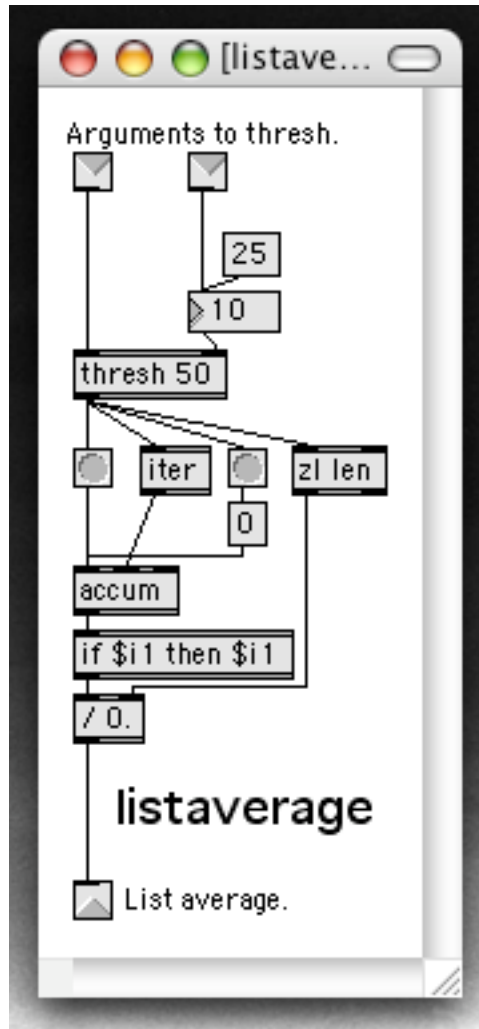 [listave...
Arguments to thresh.
25
10
thresh 50
iter
zl len
0
accum
if $i1 then $i1
/ 0.
listaverage
List average.